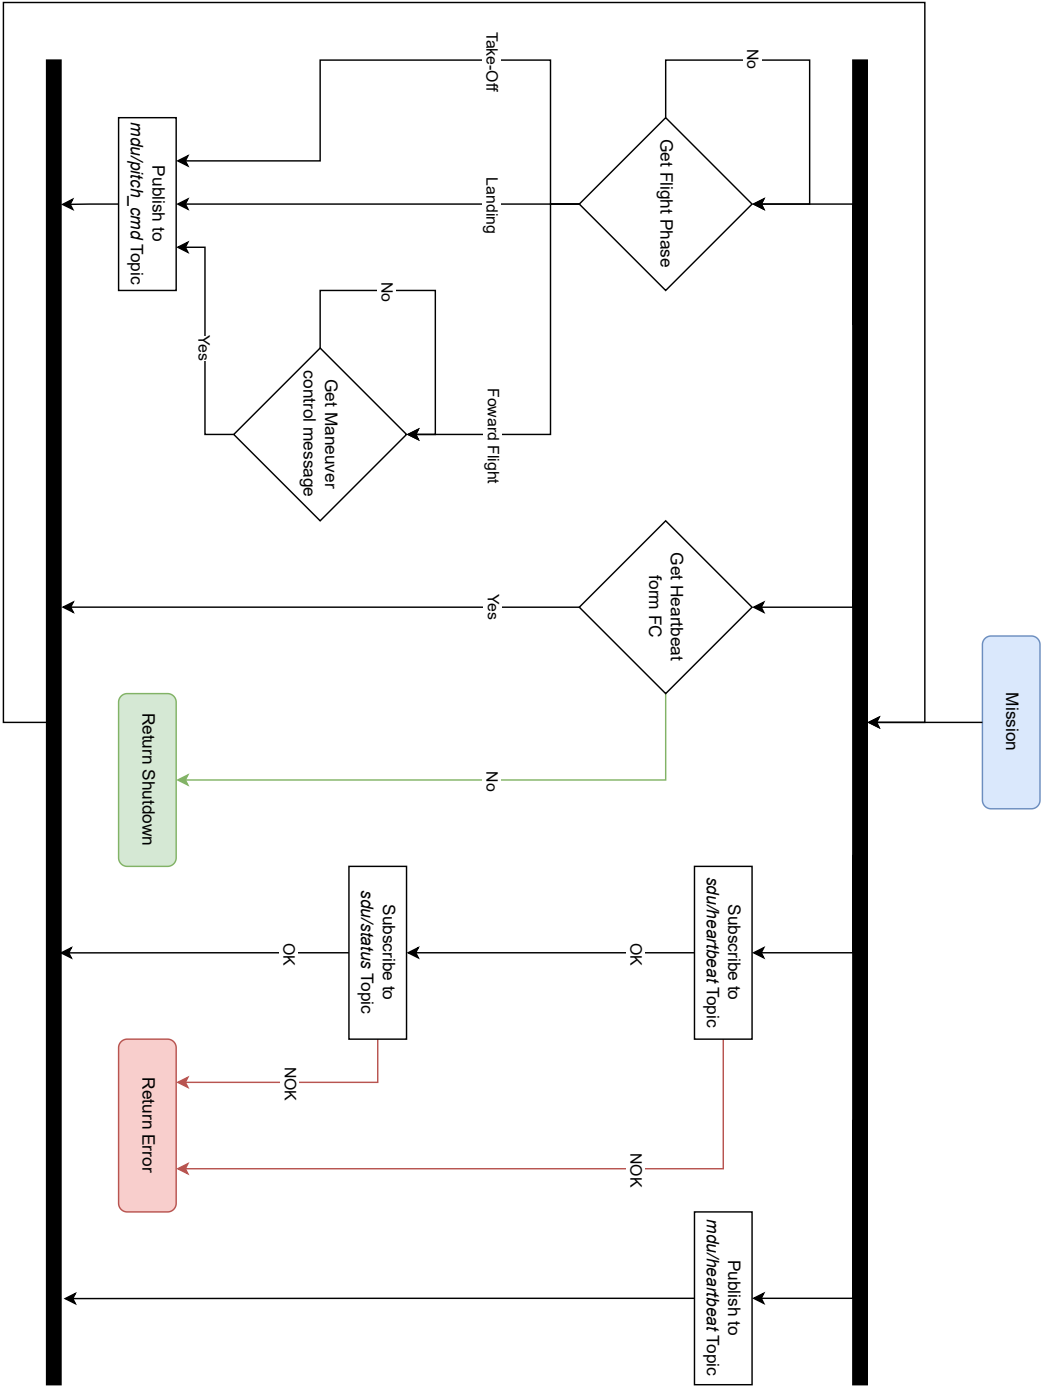 Mission
No
Get Flight Phase
Take-Off
Landing
Foward Flight
No
Get Maneuver
control message
Yes
Publish to
mdu/pitch_cmd Topic
Get Heartbeat
form FC
Yes
No
Return Shutdown
Subscribe to
sdu/heartbeat Topic
OK
NOK
Subscribe to
sdu/status Topic
OK
NOK
Return Error
Publish to
mdu/heartbeat Topic